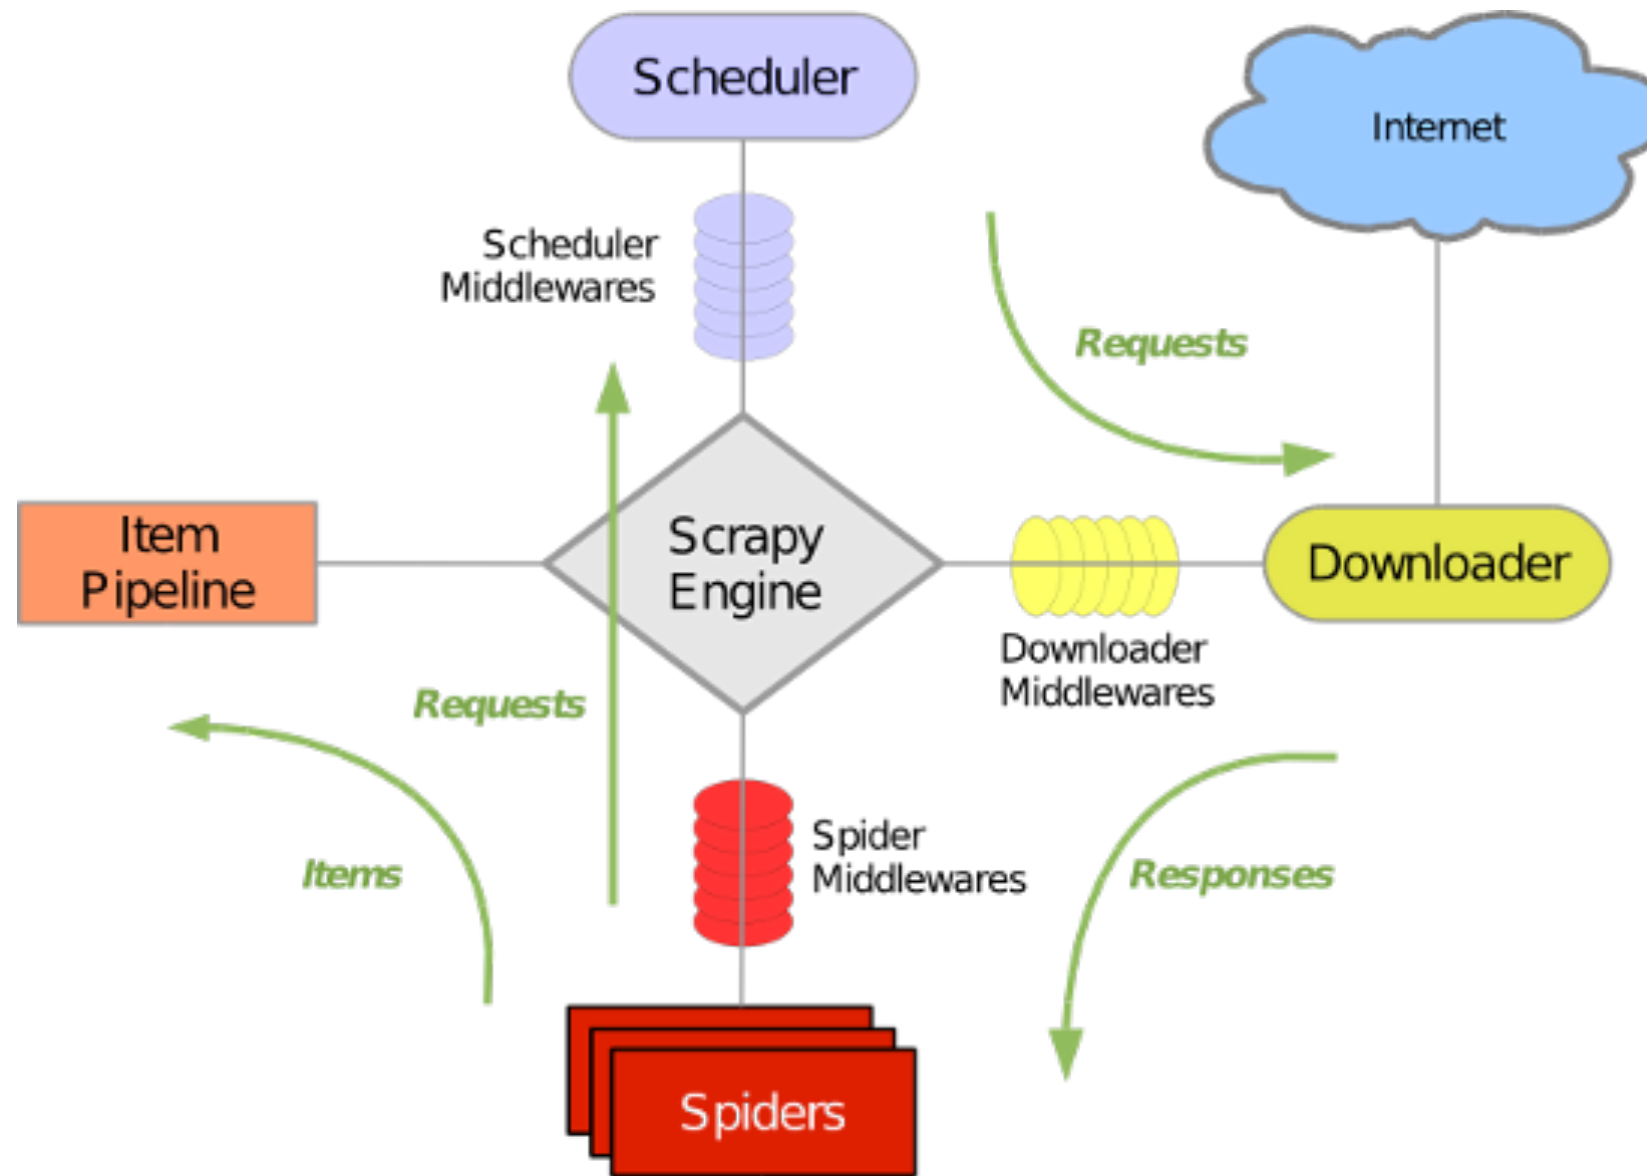 Scheduler
Internet
Scheduler
Middlewares
Requests
Item
Pipeline
Scrapy
Engine
Downloader
Downloader
Middlewares
Requests
Items
Spider
Middlewares
Responses
Spiders